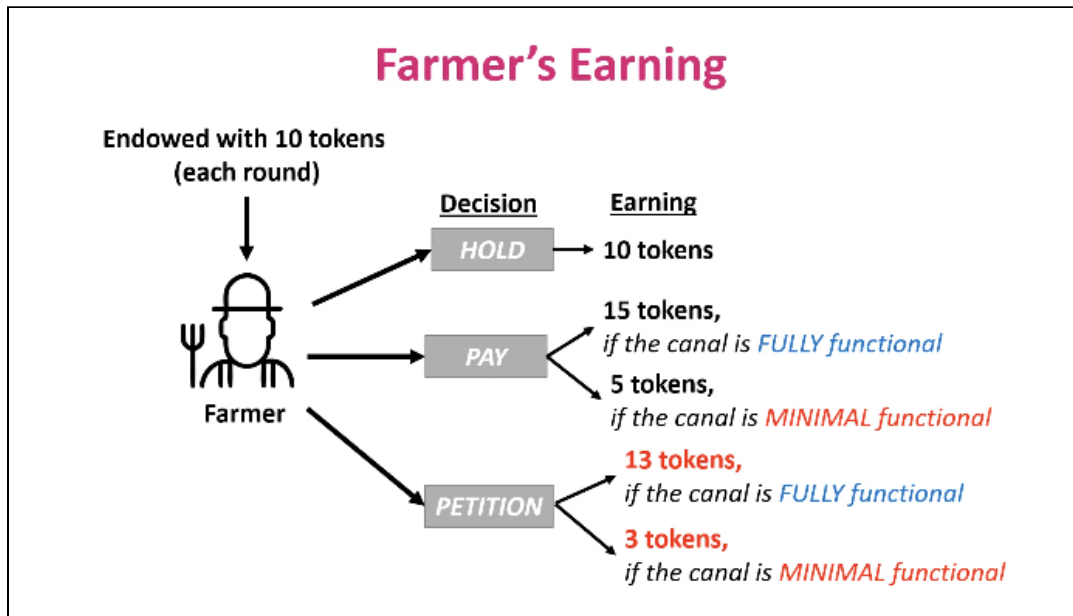 Farmer's Earning
Endowed with 10 tokens
(each round)
Farmer
Decision
Earning
HOLD
10 tokens
PAY
15 tokens,
if the canal is FULLY functional
5 tokens,
if the canal is MINIMAL functional
PETITION
13 tokens,
if the canal is FULLY functional
3 tokens,
if the canal is MINIMAL functional